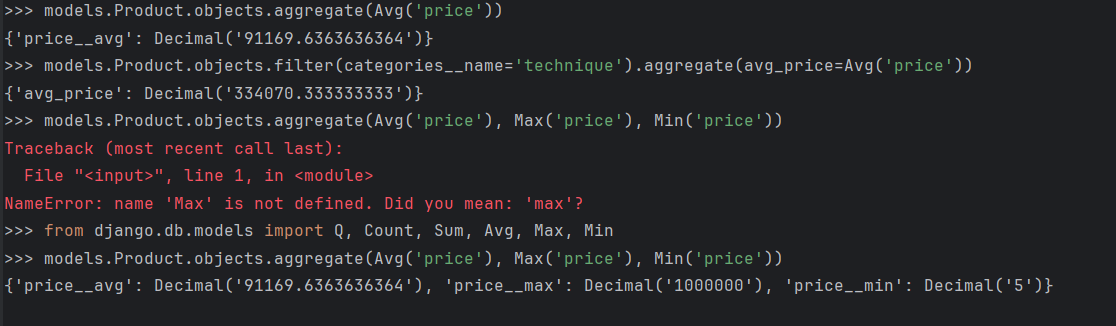 >>> models.Product.objects.aggregate(Avg('price'))
{'price__avg': Decimal('91169.6363636364')}
>>> models.Product.objects.filter(categories__name='technique').aggregate(avg_price=Avg('price'))
{'avg_price': Decimal('334070.333333333')}
>>> models.Product.objects.aggregate(Avg('price'), Max('price'), Min('price'))
Traceback (most recent call last):
  File "<input>", line 1, in <module>
NameError: name 'Max' is not defined. Did you mean: 'max'?
>>> from django.db.models import Q, Count, Sum, Avg, Max, Min
>>> models.Product.objects.aggregate(Avg('price'), Max('price'), Min('price'))
{'price__avg': Decimal('91169.6363636364'), 'price__max': Decimal('1000000'), 'price__min': Decimal('5')}